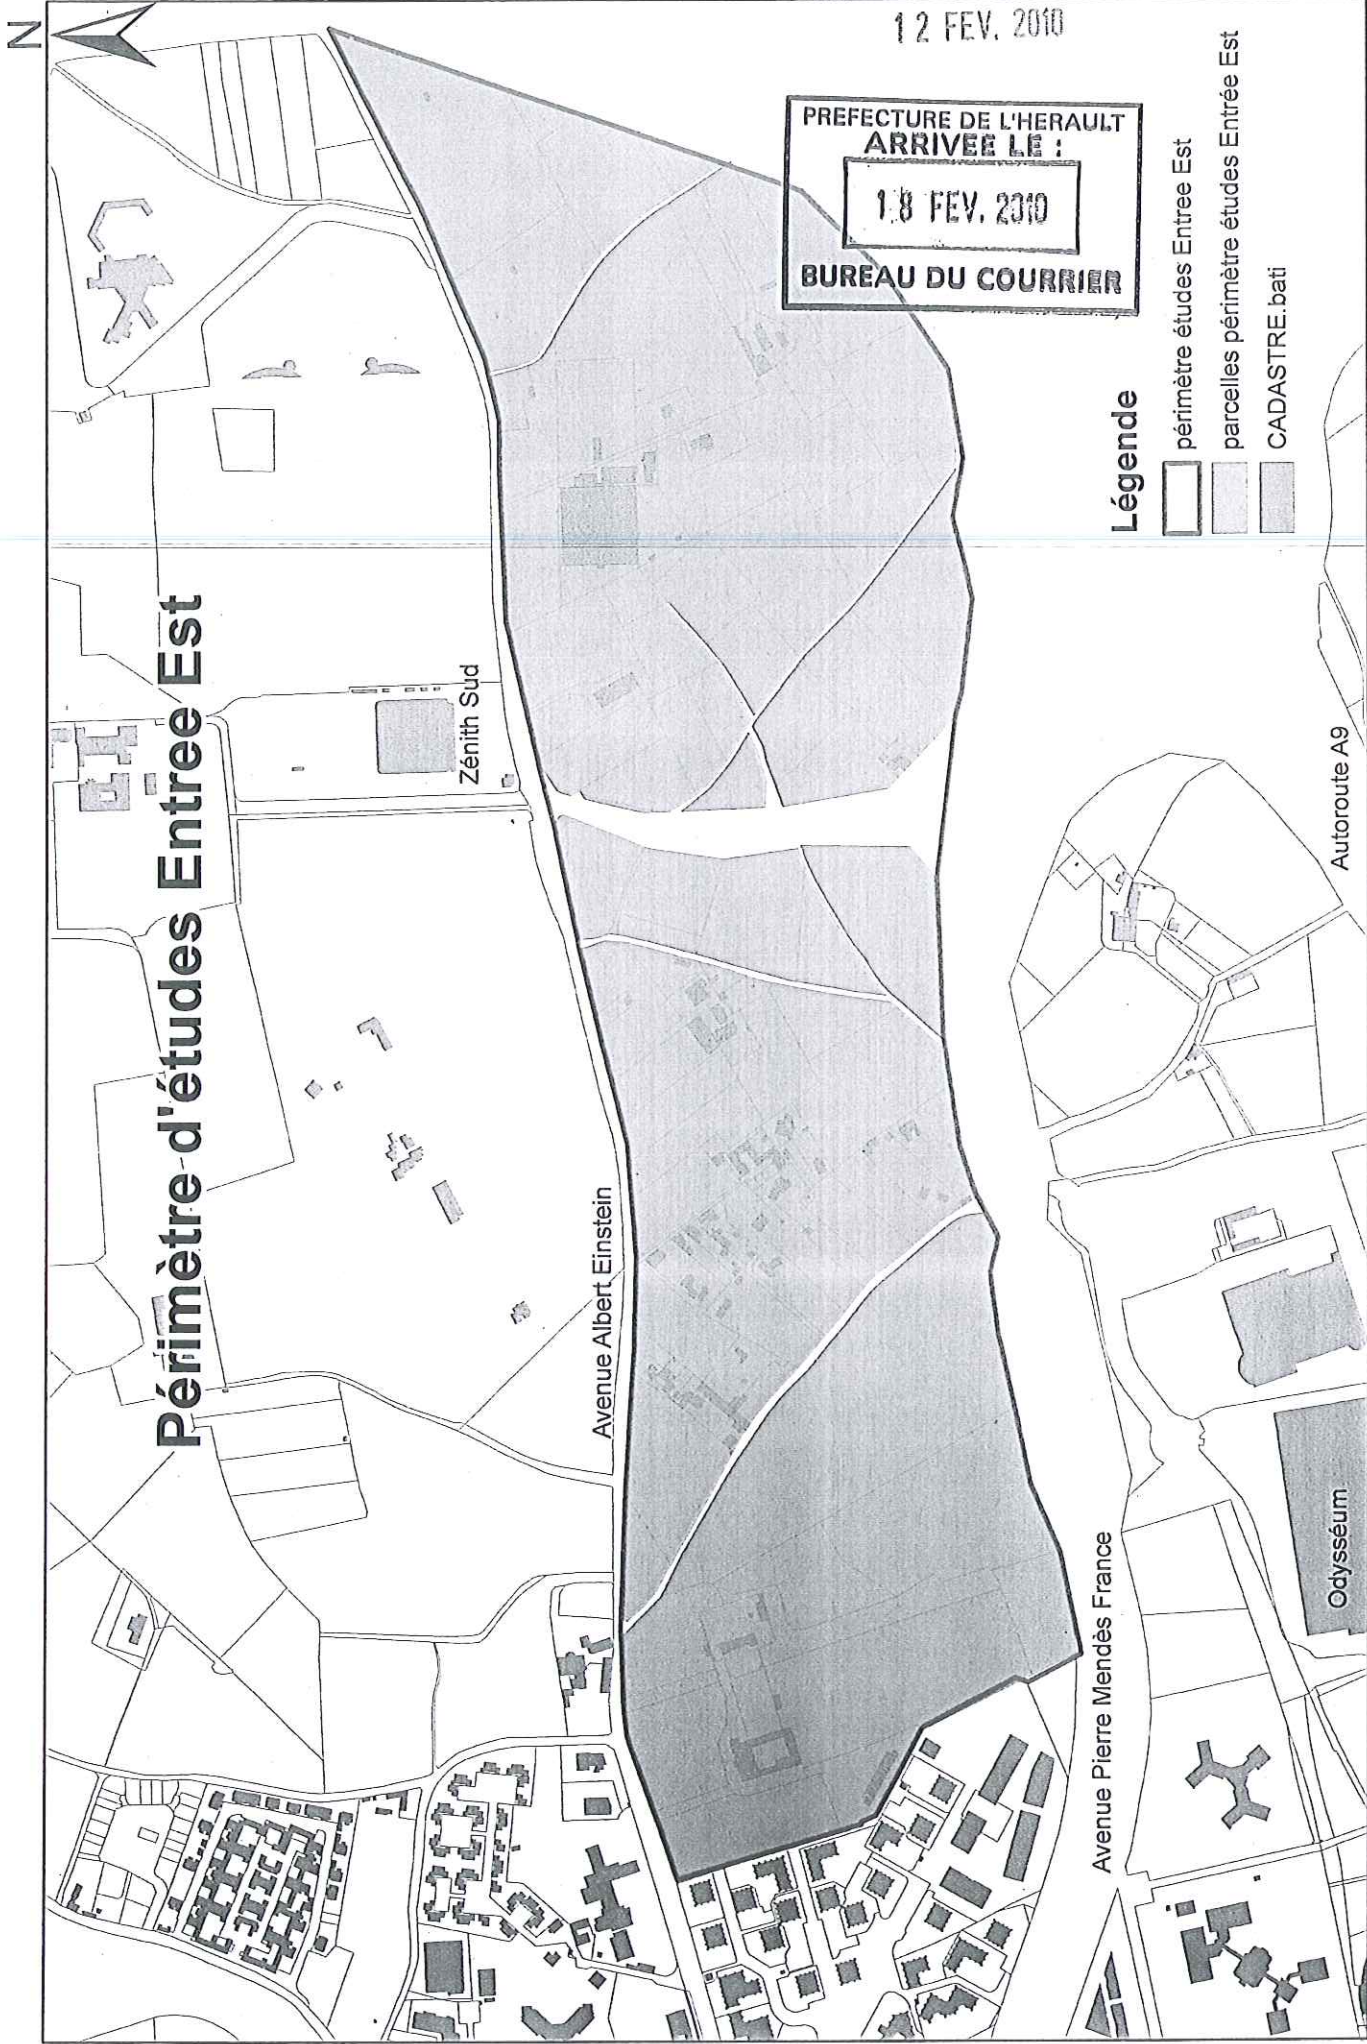 Périmètre d'études Entree Est
N
12 FEV. 2010
PREFECTURE DE L'HERAULT
ARRIVEE LE :
18 FEV. 2010
BUREAU DU COURRIER
Zénith Sud
Avenue Albert Einstein
Avenue Pierre Mendès France
Odysséum
Autoroute A9
Légende
périmètre études Entree Est
parcelles périmètre études Entrée Est
CADASTRE.bati